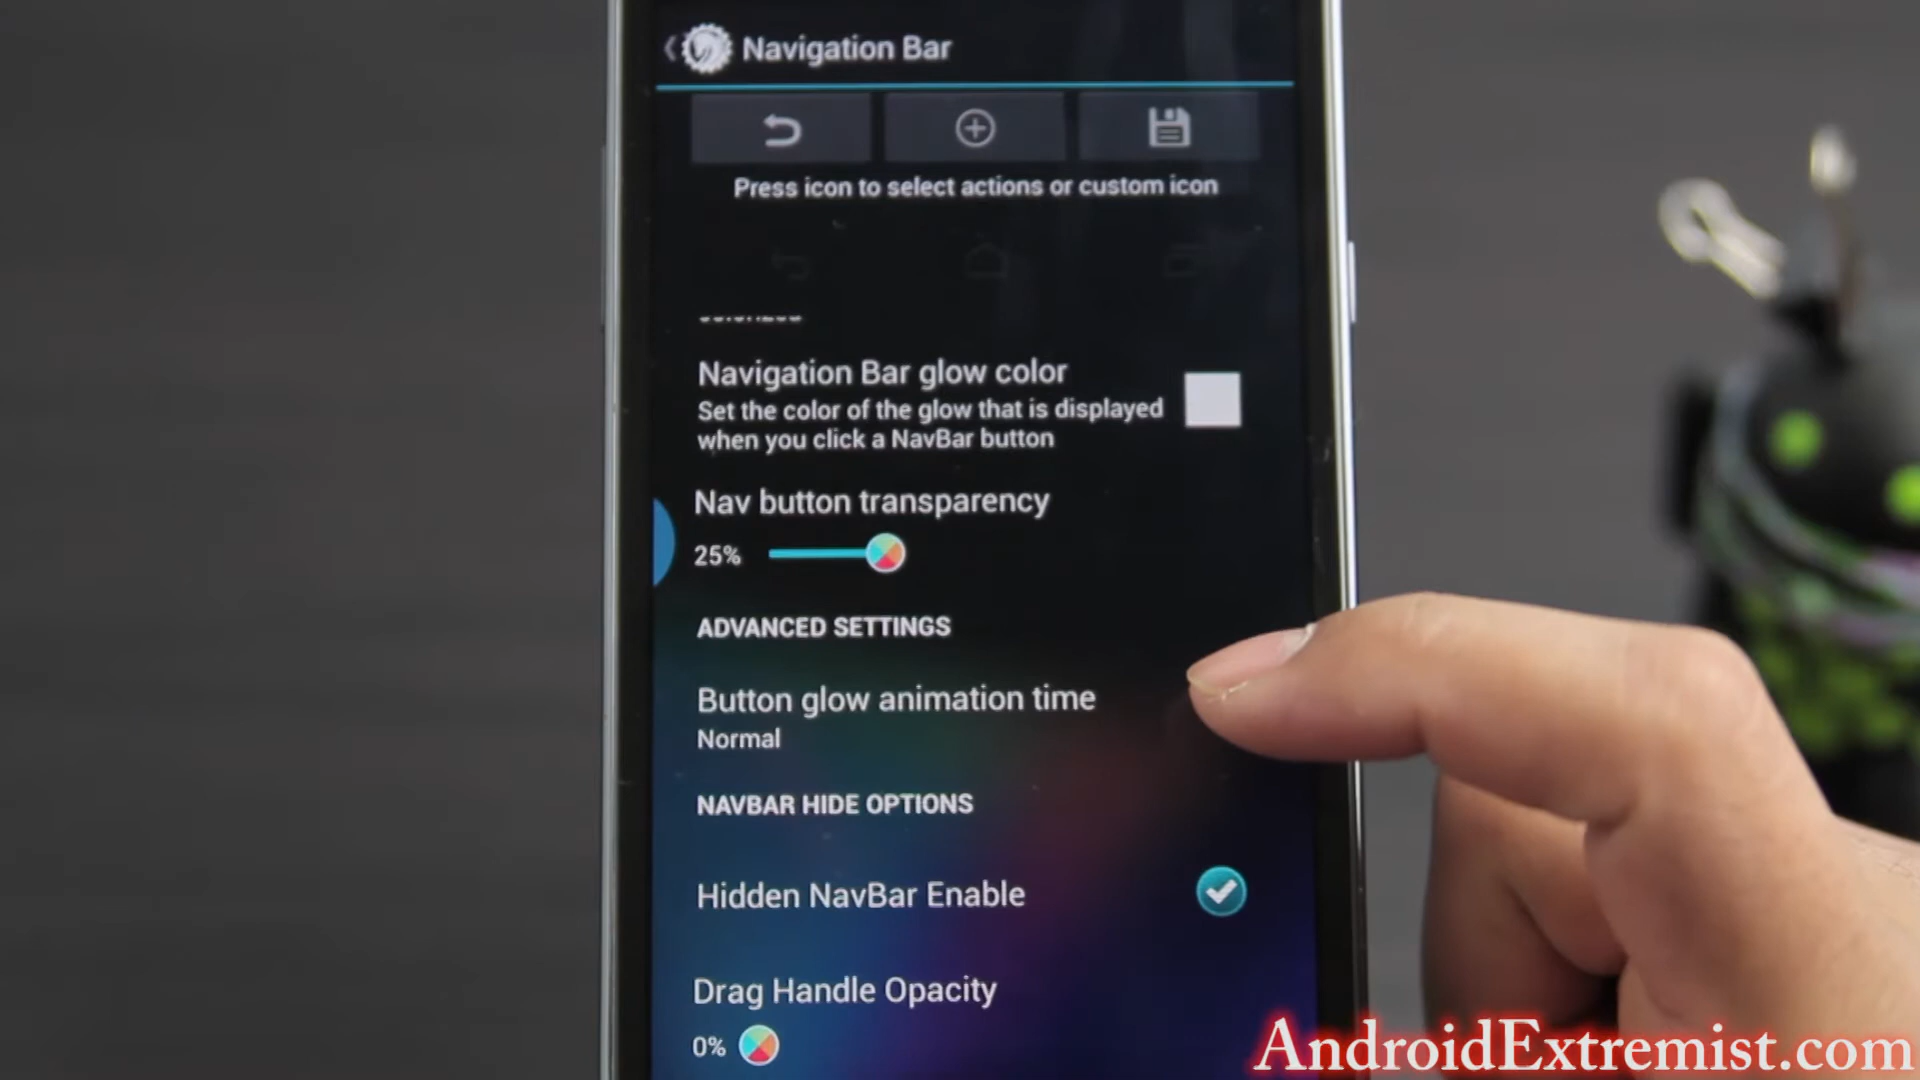 Navigation Bar
Press icon to select actions or custom icon
Navigation Bar glow color
Set the color of the glow that is displayed
when you click a NavBar button
Nav button transparency
25%
ADVANCED SETTINGS
Button glow animation time
Normal
NAVBAR HIDE OPTIONS
Hidden NavBar Enable
Drag Handle Opacity
0%
AndroidExtremist.com